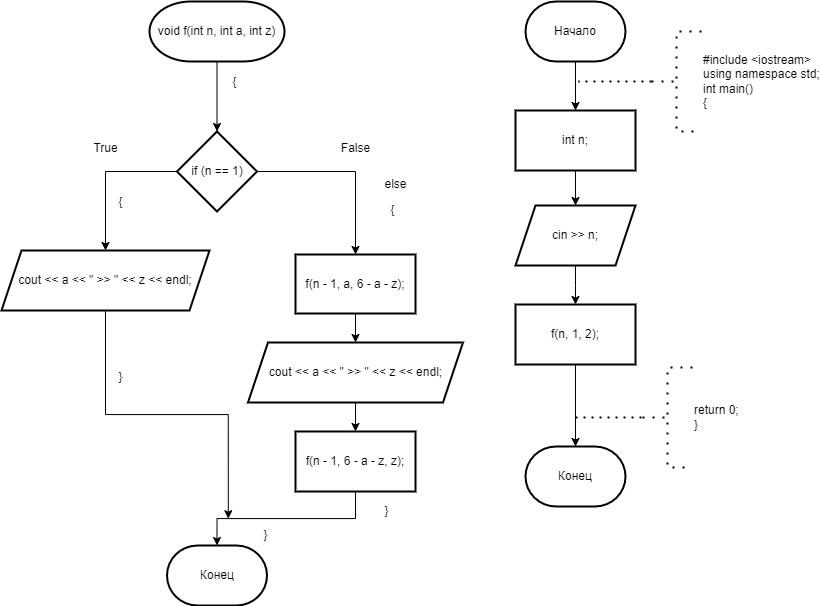 void f(int n, int a, int z)
{
if (n == 1)
True
{
cout << a << " >> " << z << endl;
}
False
else
{
f(n - 1, a, 6 - a - z);
cout << a << " >> " << z << endl;
f(n - 1, 6 - a - z, z);
}
}
Конец
Начало
#include <iostream>
using namespace std;
int main()
{
int n;
cin >> n;
f(n, 1, 2);
return 0;
}
Конец